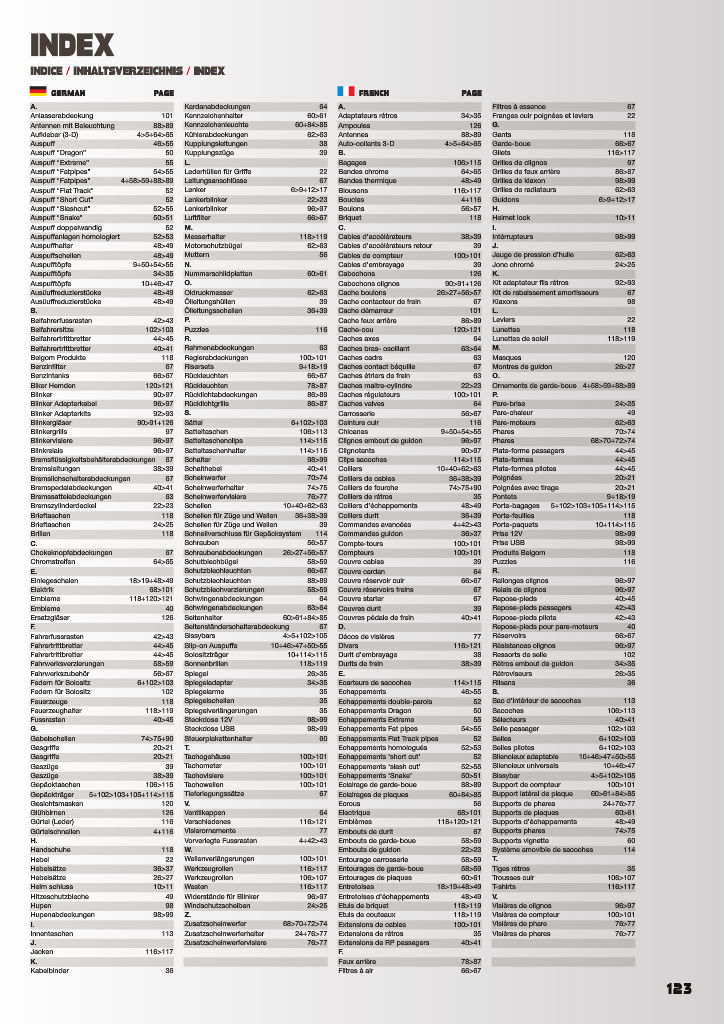 INDEX
INDICE / INHALTSVERZEICHNIS / INDEX
GERMAN PAGE
A.
Anlasserabdeckung 101
Antennen mit Beleuchtung 88>89
Aufkleber (3-D) 4>5÷64>65
Auspuff 46>55
Auspuff "Dragon" 50
Auspuff "Extreme" 55
Auspuff "Fatpipes" 54>55
Auspuff "Fatpipes" 4÷58>59÷88>89
Auspuff "Flat Track" 52
Auspuff "Short Cut" 52
Auspuff "Slashcut" 52>55
Auspuff "Snake" 50>51
Auspuff doppelwandig 52
Auspuffanlagen homologiert 52>53
Auspuffhalter 48>49
Auspuffschellen 48>49
Auspufftöpfe 9÷50÷54>55
Auspufftöpfe 34>35
Auspufftöpfe 10÷46>47
Auslüftreduzierstücke 48>49
Auslüftreduzierstücke 48>49
B.
Beifahrerfussrasten 42>43
Beifahrersitze 102>103
Beifahrertrittbretter 44>45
Beifahrertrittbretter 40>41
Belgom Produkte 118
Benzinfilter 67
Benzintanks 66>67
Biker Hemden 120>121
Blinker 90>97
Blinker Adapterkabel 96>97
Blinker Adapterkits 92>93
Blinkergläser 90>91÷126
Blinkergrills 97
Blinkervisiere 96>97
Blinkrelais 96>97
Bremsflüssigkeitsbehälterabdeckungen 67
Bremsleitungen 38>39
Bremslichschalterabdeckungen 67
Bremspedalabdeckungen 40>41
Bremssattelabdeckungen 63
Bremszylinderdeckel 22>23
Brieftaschen 118
Brieftaschen 24>25
Brillen 118
C.
Chokeknopfabdeckungen 67
Chromstreifen 64>65
E.
Einlegeschalen 18>19÷48>49
Elektrik 68>101
Embleme 118÷120>121
Embleme 40
Ersatzgläser 126
F.
Fahrerfussrasten 42>43
Fahrertrittbretter 44>45
Fahrertrittbretter 44>45
Fahrwerksverzierungen 58>59
Fahrwerkszubehör 56>67
Federn für Solositz 6÷102>103
Federn für Solositz 102
Feuerzeuge 118
Feuerzeughalter 118>119
Fussrasten 40>45
G.
Gabelschellen 74>75÷90
Gasgriffe 20>21
Gasgriffe 20>21
Gaszüge 39
Gaszüge 38>39
Gepäcktaschen 106>115
Gepäckträger 5÷102>103÷105÷114>115
Gesichtsmasken 120
Glühbirnen 126
Gürtel (Leder) 116
Gürtelschnallen 4÷116
H.
Handschuhe 118
Hebel 22
Hebelsätze 36>37
Hebelsätze 26>27
Helm schluss 10>11
Hitzeschutzbleche 49
Hupen 98
Hupenabdeckungen 98>99
I.
Innentaschen 113
J.
Jacken 116>117
K.
Kabelbinder 36
Kardanabdeckungen 64
Kennzeichenhalter 60>61
Kennzeichenleuchte 60÷84>85
Kühlerabdeckungen 62>63
Kupplungsleitungen 38
Kupplungszüge 39
L.
Lederhüllen für Griffe 22
Leitungsanschlüsse 67
Lenker 6>9÷12>17
Lenkerblinker 22>23
Lenkerblinker 96>97
Luftfilter 66>67
M.
Messerhalter 118>119
Motorschutzbügel 62>63
Muttern 56
N.
Nummerschildplatten 60>61
O.
Öldruckmesser 62>63
Ölleitungshüllen 39
Ölleitungsschellen 36÷39
P.
Puzzles 116
R.
Rahmenabdeckungen 63
Reglerabdeckungen 100>101
Risersets 9÷18>19
Rückleuchten 66>67
Rückleuchten 78>87
Rücklichtabdeckungen 86>89
Rücklichtgrills 86>87
S.
Sättel 6÷102>103
Satteltaschen 106>113
Satteltaschenclips 114>115
Satteltaschenhalter 114>115
Schalter 98>99
Schalthebel 40>41
Scheinwerfer 70>74
Scheinwerferhalter 74>75
Scheinwerfervisiere 76>77
Schellen 10÷40÷62>63
Schellen für Züge und Wellen 36÷38>39
Schellen für Züge und Wellen 39
Schnellverschluss für Gepäcksystem 114
Schrauben 56>57
Schraubenabdeckungen 26>27÷56>57
Schutblechbügel 58>59
Schutzblechleuchten 66>67
Schutzblechleuchten 88>89
Schutzblechverzierungen 58>59
Schwingenabdeckungen 64
Schwingenabdeckungen 63>64
Seitenhalter 60>61÷84>85
Seitenständerschalterabdeckung 67
Sissybars 4>5÷102>105
Slip-on Auspuffe 10÷46>47÷50>55
Solositzträger 10÷114>115
Sonnenbrillen 118>119
Spiegel 26>35
Spiegeladapter 34>35
Spiegelarme 35
Spiegelschellen 35
Spiegelverlängerungen 35
Steckdose 12V 98>99
Steckdose USB 98>99
Steuerplakettenhalter 60
T.
Tachogehäuse 100>101
Tachometer 100>101
Tachovisiere 100>101
Tachowellen 100>101
Tieferlegungssätze 67
V.
Ventilkappen 64
Verschiedenes 116>121
Visierornamente 77
Vorverlegte Fussrasten 4÷42>43
W.
Wellenverlängerungen 100>101
Werkzeugrollen 116>117
Werkzeugrollen 106>107
Westen 116>117
Widerstände für Blinker 96>97
Windschutzscheiben 24>25
Z.
Zusatzscheinwerfer 68>70÷72>74
Zusatzscheinwerferhalter 24÷76>77
Zusatzscheinwerfervisiere 76>77
FRENCH PAGE
A.
Adaptateurs rétros 34>35
Ampoules 126
Antennes 88>89
Auto-collants 3-D 4>5÷64>65
B.
Bagages 106>115
Bandes chrome 64>65
Bandes thermique 48>49
Blousons 116>117
Boucles 4÷116
Boulons 56>57
Briquet 118
C.
Cables d'accélérateurs 38>39
Cables d'accélérateurs retour 39
Cables de compteur 100>101
Cables d'embrayage 39
Cabochons 126
Cabochons clignos 90>91÷126
Cache boulons 26>27÷56>57
Cache contacteur de frein 67
Cache démarreur 101
Cache feux arrière 86>89
Cache-cou 120>121
Caches axes 64
Caches bras- oscillant 63>64
Caches cadre 63
Caches contact béquille 67
Caches étriers de frein 63
Caches maître-cylindre 22>23
Caches régulateurs 100>101
Caches valves 64
Carrosserie 56>67
Ceinture cuir 116
Chicanes 9÷50÷54>55
Clignos embout de guidon 96>97
Clignotants 90>97
Clips sacoches 114>115
Colliers 10÷40÷62>63
Colliers de cables 36÷38>39
Colliers de fourche 74>75÷90
Colliers de rétros 35
Colliers d'échappements 48>49
Colliers durit 36÷39
Commandes avancées 4÷42>43
Commandes guidon 36>37
Compte-tours 100>101
Compteurs 100>101
Couvre cables 39
Couvre cardan 64
Couvre réservoir cuir 66>67
Couvre réservoirs freins 67
Couvre starter 67
Couvres durit 39
Couvres pédale de frein 40>41
D.
Décos de visières 77
Divers 116>121
Durit d'embrayage 38
Durits de frein 38>39
E.
Ecarteurs de sacoches 114>115
Echappements 46>55
Echappements double-parois 52
Echappements Dragon 50
Echappements Extreme 55
Echappements Fat pipes 54>55
Echappements Flat Track pipes 52
Echappements homologués 52>53
Echappements 'short cut' 52
Echappements 'slash cut' 52>55
Echappements 'Snake' 50>51
Eclairage de garde-boue 88>89
Eclairages de plaques 60÷84>85
Ecrous 56
Electrique 68>101
Emblèmes 118÷120>121
Embouts de durit 67
Embouts de garde-boue 58>59
Embouts de guidon 22>23
Entourage carrosserie 58>59
Entourages de garde-boue 58>59
Entourages de plaques 60>61
Entretoises 18>19÷48>49
Entretoises d'échappements 48>49
Etuis de briquet 118>119
Etuis de couteaux 118>119
Extensions de cables 100>101
Extensions de rétros 35
Extensions de RP passagers 40>41
F.
Feux arrière 78>87
Filtres à air 66>67
Filtres à essence 67
Franges cuir poignées et leviers 22
G.
Gants 118
Garde-boue 66>67
Gilets 116>117
Grilles de clignos 97
Grilles de feux arrière 86>87
Grilles de klaxon 98>99
Grilles de radiateurs 62>63
Guidons 6>9÷12>17
H.
Helmet lock 10>11
I.
Intérrupteurs 98>99
J.
Jauge de pression d'huile 62>63
Jonc chromé 24>25
K.
Kit adaptateur fils rétros 92>93
Kit de rabaissement amortisseurs 67
Klaxons 98
L.
Leviers 22
Lunettes 118
Lunettes de soleil 118>119
M.
Masques 120
Montres de guidon 26>27
O.
Ornements de garde-boue 4÷58>59÷88>89
P.
Pare-brise 24>25
Pare-chaleur 49
Pare-moteurs 62>63
Phares 70>74
Phares 68>70÷72>74
Plate-forme passagers 44>45
Plate-formes 44>45
Plate-formes pilotes 44>45
Poignées 20>21
Poignées avec tirage 20>21
Pontets 9÷18>19
Porte-bagages 5÷102>103÷105÷114>115
Porte-feuilles 118
Porte-paquets 10÷114>115
Prise 12V 98>99
Prise USB 98>99
Produits Belgom 118
Puzzles 116
R.
Rallonges clignos 96>97
Relais de clignos 96>97
Repose-pieds 40>45
Repose-pieds passagers 42>43
Repose-pieds pilote 42>43
Repose-pieds pour pare-moteurs 40
Réservoirs 66>67
Résistances clignos 96>97
Ressorts de selle 102
Rétros embout de guidon 34>35
Rétroviseurs 26>35
Rilsans 36
S.
Sac d'intérieur de sacoches 113
Sacoches 106>113
Sélecteurs 40>41
Selle passager 102>103
Selles 6÷102>103
Selles pilotes 6÷102>103
Silencieux adaptable 10÷46>47÷50>55
Silencieux universels 10÷46>47
Sissybar 4>5÷102>105
Support de compteur 100>101
Support latéral de plaque 60>61÷84>85
Supports de phares 24÷76>77
Supports de plaques 60>61
Supports d'échappements 48>49
Supports phares 74>75
Supports vignette 60
Système amovible de sacoches 114
T.
Tiges rétros 35
Trousses cuir 106>107
T-shirts 116>117
V.
Visières de clignos 96>97
Visières de compteur 100>101
Visières de phare 76>77
Visières de phares 76>77
123